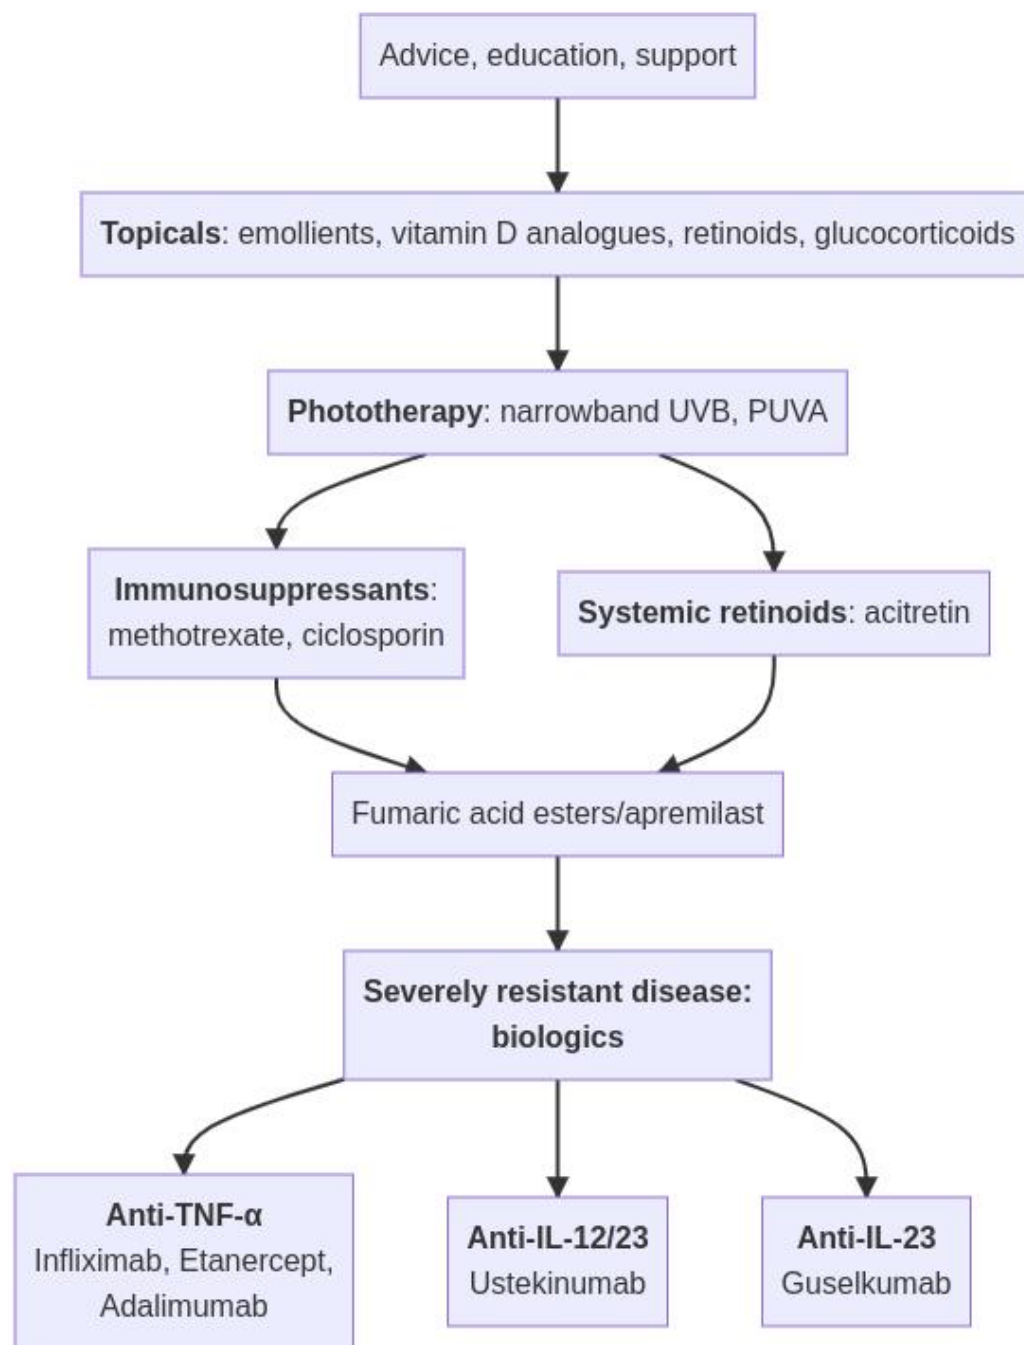 Advice, education, support
Topicals: emollients, vitamin D analogues, retinoids, glucocorticoids
Phototherapy: narrowband UVB, PUVA
Immunosuppressants:
methotrexate, ciclosporin
Systemic retinoids: acitretin
Fumaric acid esters/apremilast
Severely resistant disease:
biologics
Anti-TNF-α
Infliximab, Etanercept,
Adalimumab
Anti-IL-12/23
Ustekinumab
Anti-IL-23
Guselkumab